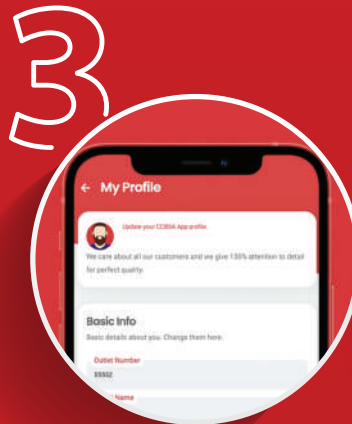 3
My Profile
Update your CCBSA App profile.
We care about all our customers and we give 100% attention to detail
for perfect quality.
Basic Info
Basic details about you. Change them here.
Outlet Number
Name